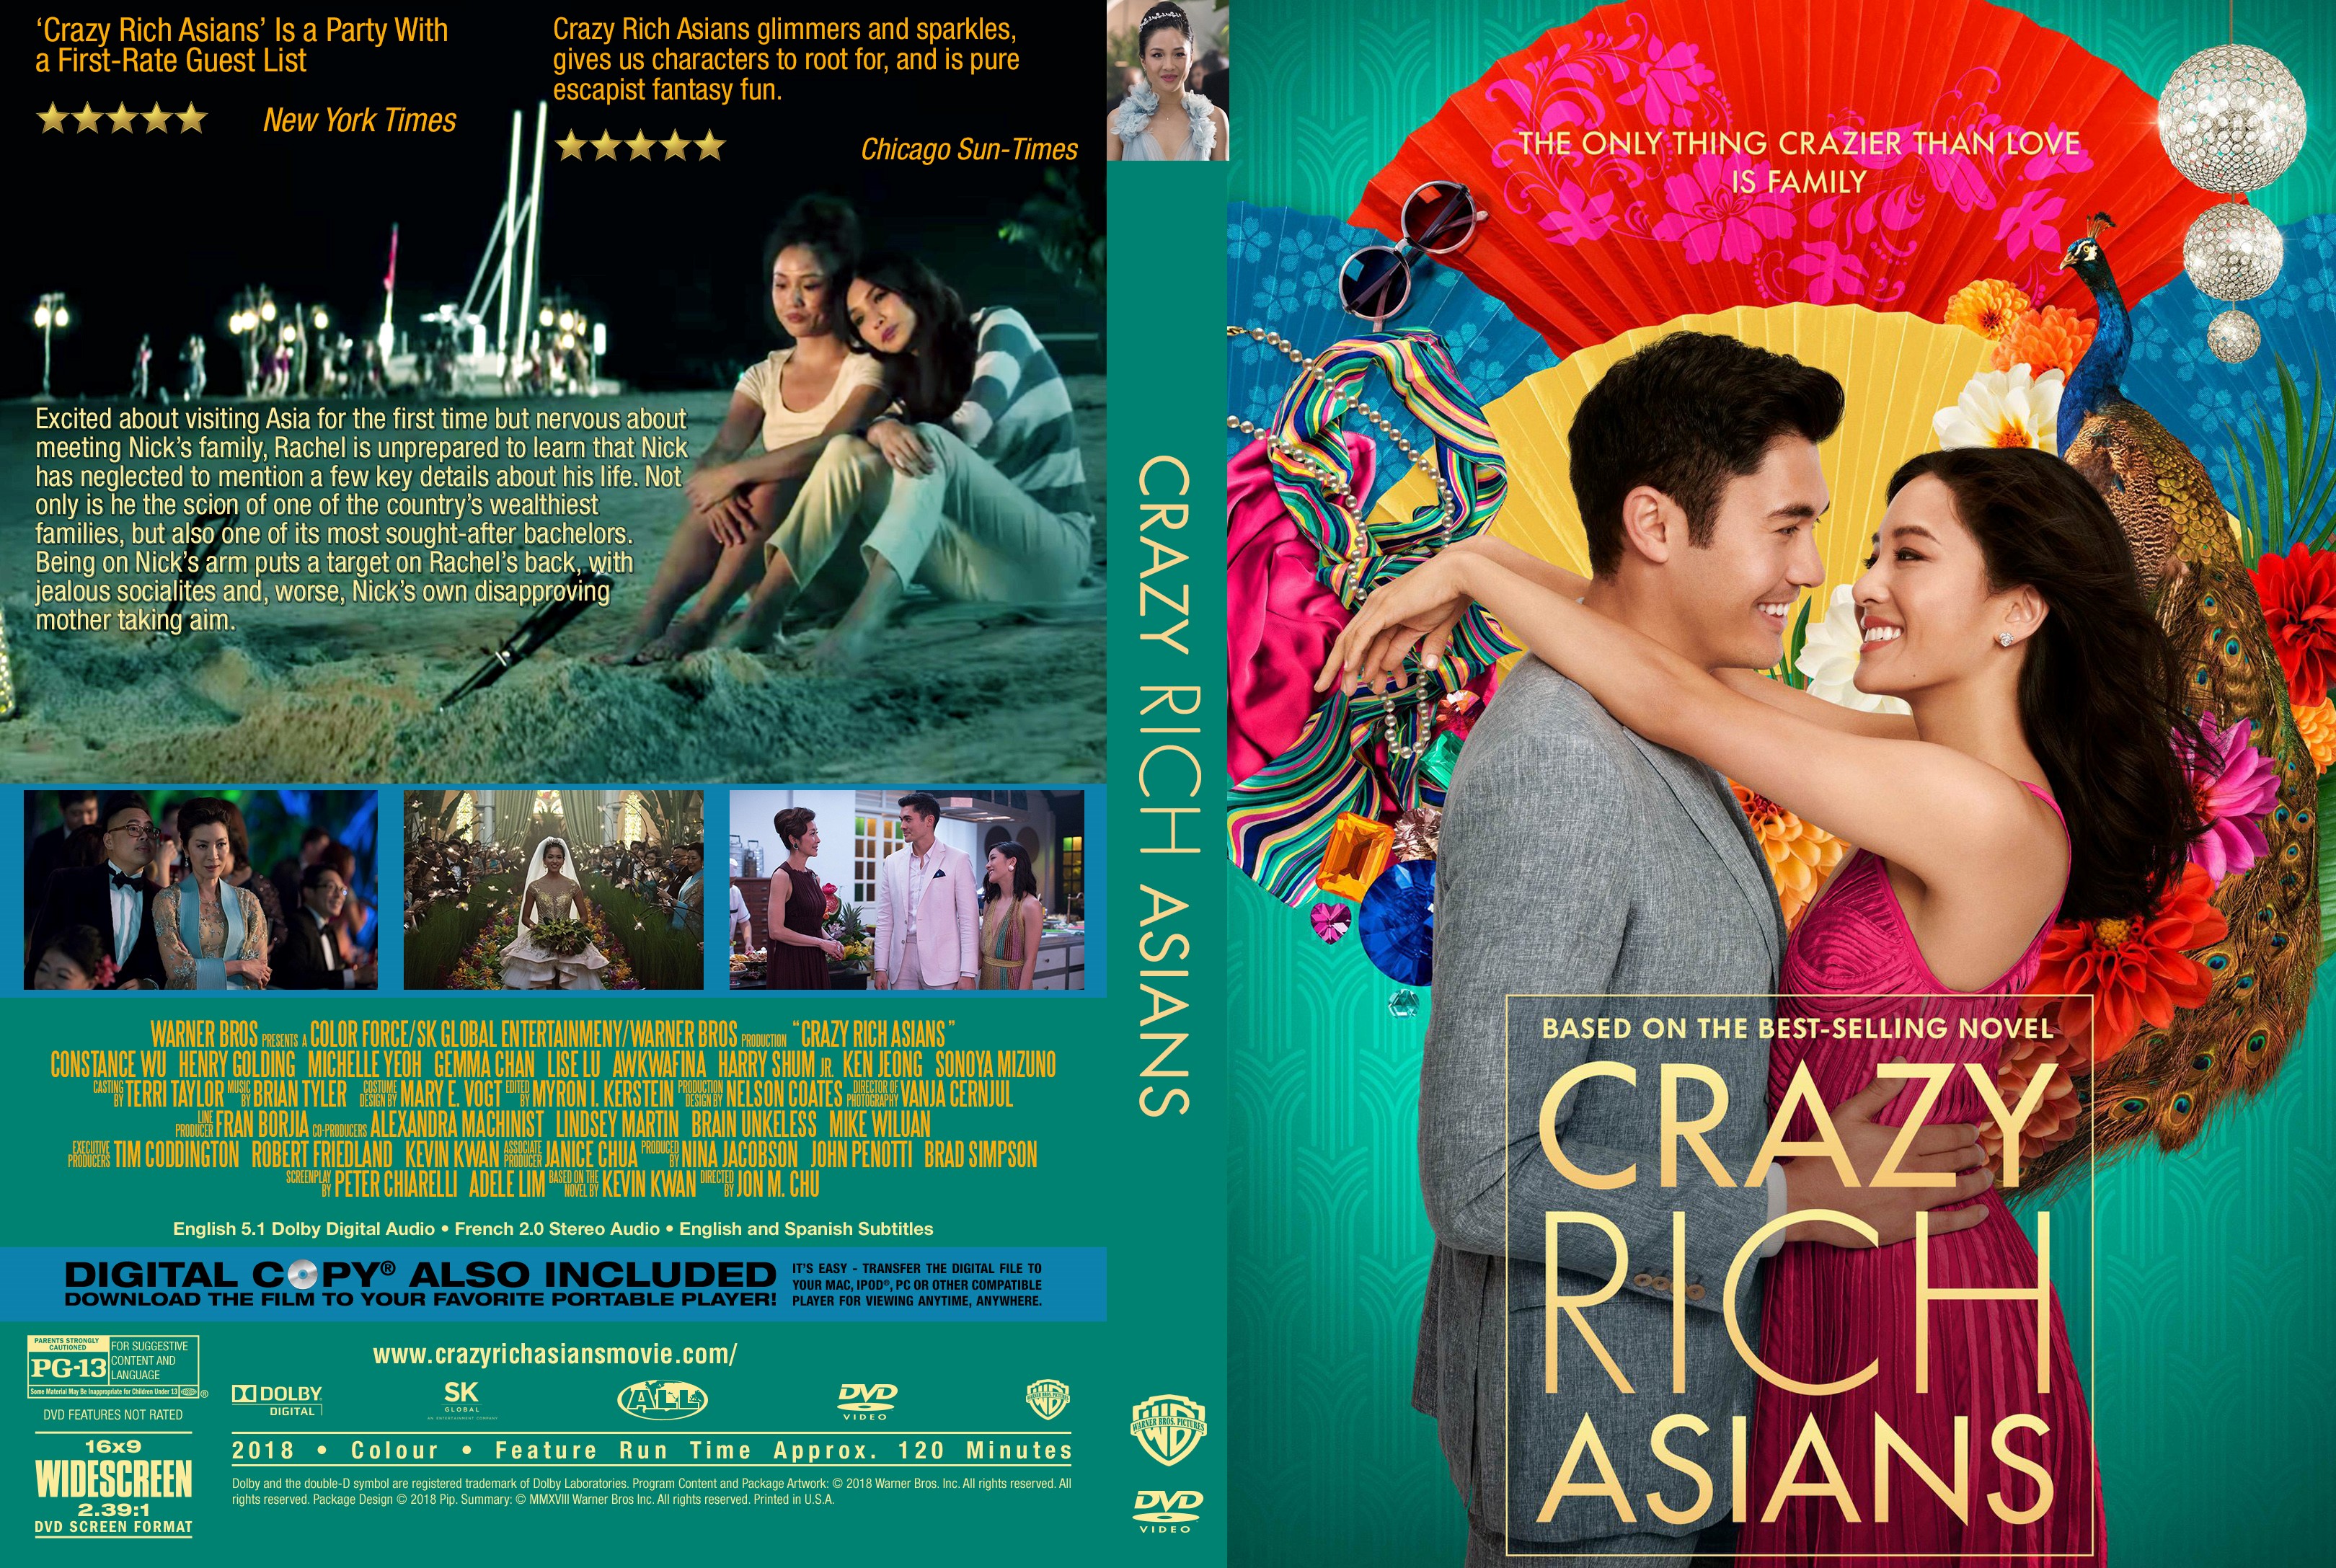 ‘Crazy Rich Asians’ Is a Party With
a First-Rate Guest List
New York Times
Crazy Rich Asians glimmers and sparkles,
gives us characters to root for, and is pure
escapist fantasy fun.
Chicago Sun-Times
Excited about visiting Asia for the first time but nervous about
meeting Nick’s family, Rachel is unprepared to learn that Nick
has neglected to mention a few key details about his life. Not
only is he the scion of one of the country’s wealthiest
families, but also one of its most sought-after bachelors.
Being on Nick’s arm puts a target on Rachel’s back, with
jealous socialites and, worse, Nick’s own disapproving
mother taking aim.
WARNER BROS PRESENTS A COLOR FORCE/SK GLOBAL ENTERTAINMENY/WARNER BROS PRODUCTION “CRAZY RICH ASIANS”
CONSTANCE WU HENRY GOLDING MICHELLE YEOH GEMMA CHAN LISE LU AWKWAFINA HARRY SHUM JR. KEN JEONG SONOYA MIZUNO
CASTING BY TERRI TAYLOR MUSIC BY BRIAN TYLER COSTUME DESIGN BY MARY E. VOGT EDITED BY MYRON I. KERSTEIN PRODUCTION DESIGN BY NELSON COATES DIRECTOR OF PHOTOGRAPHY VANJA CERNJUL
LINE PRODUCER FRAN BORJIA CO-PRODUCERS ALEXANDRA MACHINIST LINDSEY MARTIN BRAIN UNKELESS MIKE WILUAN
EXECUTIVE PRODUCERS TIM CODDINGTON ROBERT FRIEDLAND KEVIN KWAN ASSOCIATE PRODUCER JANICE CHUA PRODUCED BY NINA JACOBSON JOHN PENOTTI BRAD SIMPSON
SCREENPLAY BY PETER CHIARELLI ADELE LIM BASED ON THE NOVEL BY KEVIN KWAN DIRECTED BY JON M. CHU
English 5.1 Dolby Digital Audio • French 2.0 Stereo Audio • English and Spanish Subtitles
DIGITAL COPY® ALSO INCLUDED
DOWNLOAD THE FILM TO YOUR FAVORITE PORTABLE PLAYER!
IT’S EASY - TRANSFER THE DIGITAL FILE TO
YOUR MAC, IPOD®, PC OR OTHER COMPATIBLE
PLAYER FOR VIEWING ANYTIME, ANYWHERE.
PARENTS STRONGLY CAUTIONED
PG-13
FOR SUGGESTIVE
CONTENT AND
LANGUAGE
Some Material May Be Inappropriate for Children Under 13
®
DVD FEATURES NOT RATED
16x9
WIDESCREEN
2.39:1
DVD SCREEN FORMAT
www.crazyrichasiansmovie.com/
DOLBY
DIGITAL
SK
GLOBAL
AN ENTERTAINMENT COMPANY
ALL
DVD
VIDEO
WARNER BROS. PICTURES
WB
2018 • Colour • Feature Run Time Approx. 120 Minutes
Dolby and the double-D symbol are registered trademark of Dolby Laboratories. Program Content and Package Artwork: © 2018 Warner Bros. Inc. All rights reserved. All
rights reserved. Package Design © 2018 Pip. Summary: © MMXVIII Warner Bros Inc. All rights reserved. Printed in U.S.A.
CRAZY RICH ASIANS
WARNER BROS. PICTURES
WB
DVD
VIDEO
THE ONLY THING CRAZIER THAN LOVE
IS FAMILY
BASED ON THE BEST-SELLING NOVEL
CRAZY
RICH
ASIANS